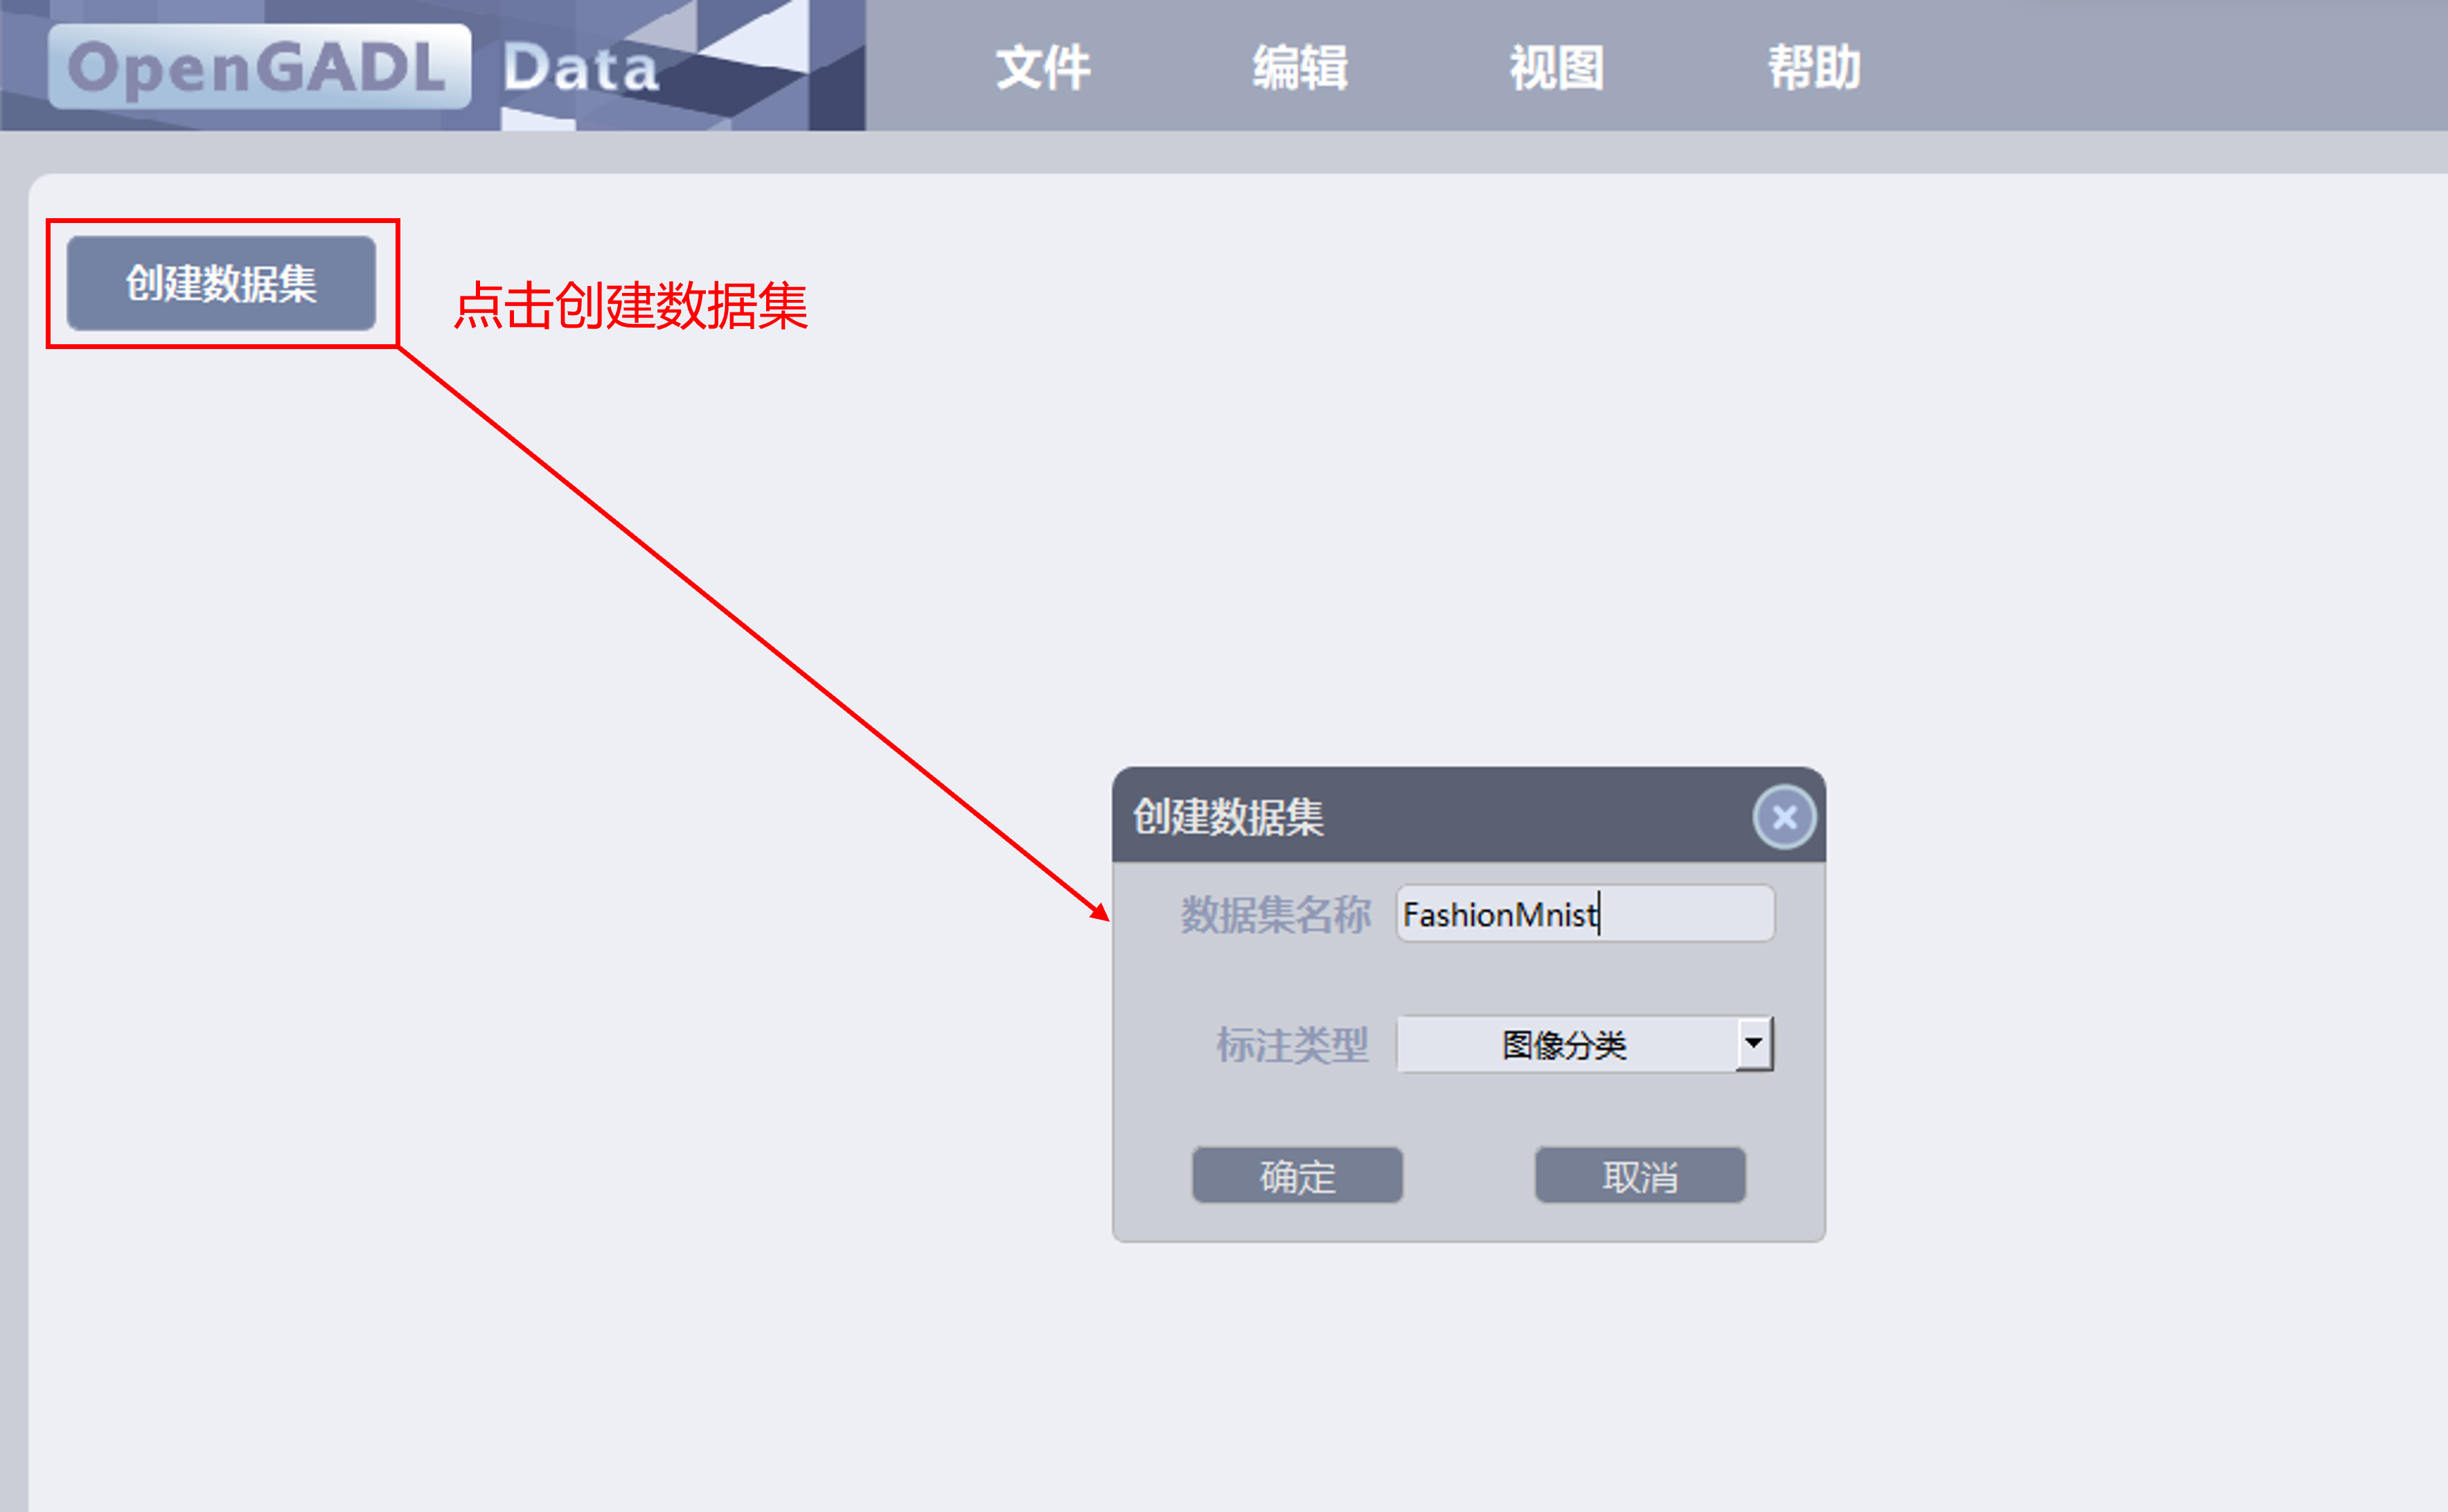 OpenGADL Data 文件 编辑 视图 帮助
创建数据集
点击创建数据集
创建数据集
数据集名称 FashionMnist
标注类型 图像分类
确定 取消